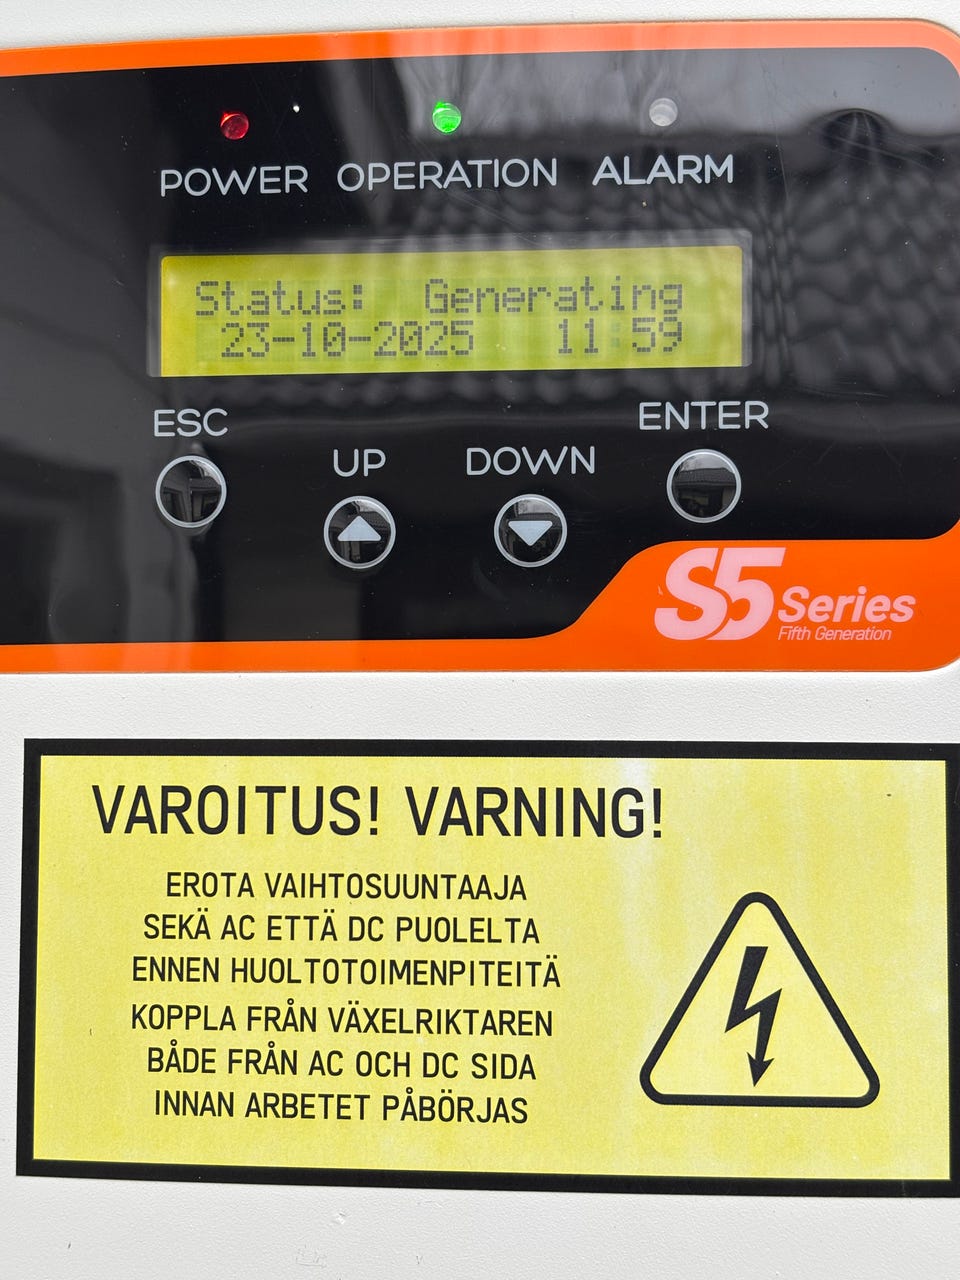 POWER OPERATION ALARM
Status: Generating
23-10-2025 11:59
ESC UP DOWN ENTER
S5 Series
Fifth Generation
VAROITUS! VARNING!
EROTA VAIHTOSUUNTAAJA
SEKÄ AC ETTÄ DC PUOLELTA
ENNEN HUOLTOTOIMENPITEITÄ
KOPPLA FRÅN VÄXELRIKTAREN
BÅDE FRÅN AC OCH DC SIDA
INNAN ARBETET PÅBÖRJAS